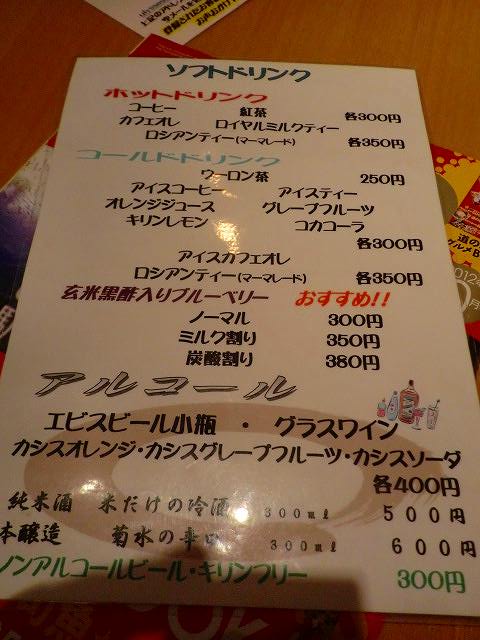 ソフトドリンク
ホットドリンク
コーヒー 紅茶 各300円
カフェオレ ロイヤルミルクティー
ロシアンティー(マーマレード) 各350円
コールドドリンク
ウーロン茶 250円
アイスコーヒー アイスティー
オレンジジュース グレープフルーツ
キリンレモン コカコーラ
各300円
アイスカフェオレ
ロシアンティー(マーマレード) 各350円
玄米黒酢入りブルーベリー おすすめ!!
ノーマル 300円
ミルク割り 350円
炭酸割り 380円
アルコール
エビスビール小瓶 ・ グラスワイン
カシスオレンジ・カシスグレープフルーツ・カシスソーダ
各400円
純米酒 米だけの冷酒 300ml 500円
本醸造 菊水の辛口 300ml 600円
ノンアルコールビール・キリンフリー 300円
2012年